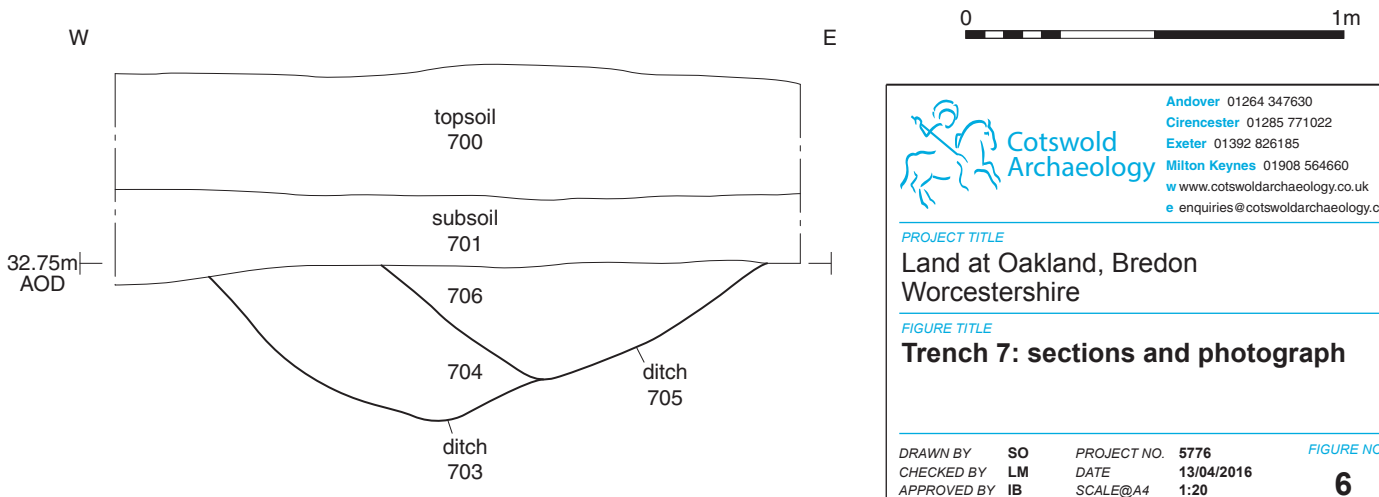 W
E
topsoil
700
subsoil
701
32.75m
AOD
706
704
ditch
705
ditch
703
0 1m
Cotswold
Archaeology
Andover 01264 347630
Cirencester 01285 771022
Exeter 01392 826185
Milton Keynes 01908 564660
w www.cotswoldarchaeology.co.uk
e enquiries@cotswoldarchaeology.c
PROJECT TITLE
Land at Oakland, Bredon
Worcestershire
FIGURE TITLE
Trench 7: sections and photograph
DRAWN BY SO PROJECT NO. 5776 FIGURE NO
CHECKED BY LM DATE 13/04/2016
APPROVED BY IB SCALE@A4 1:20 6